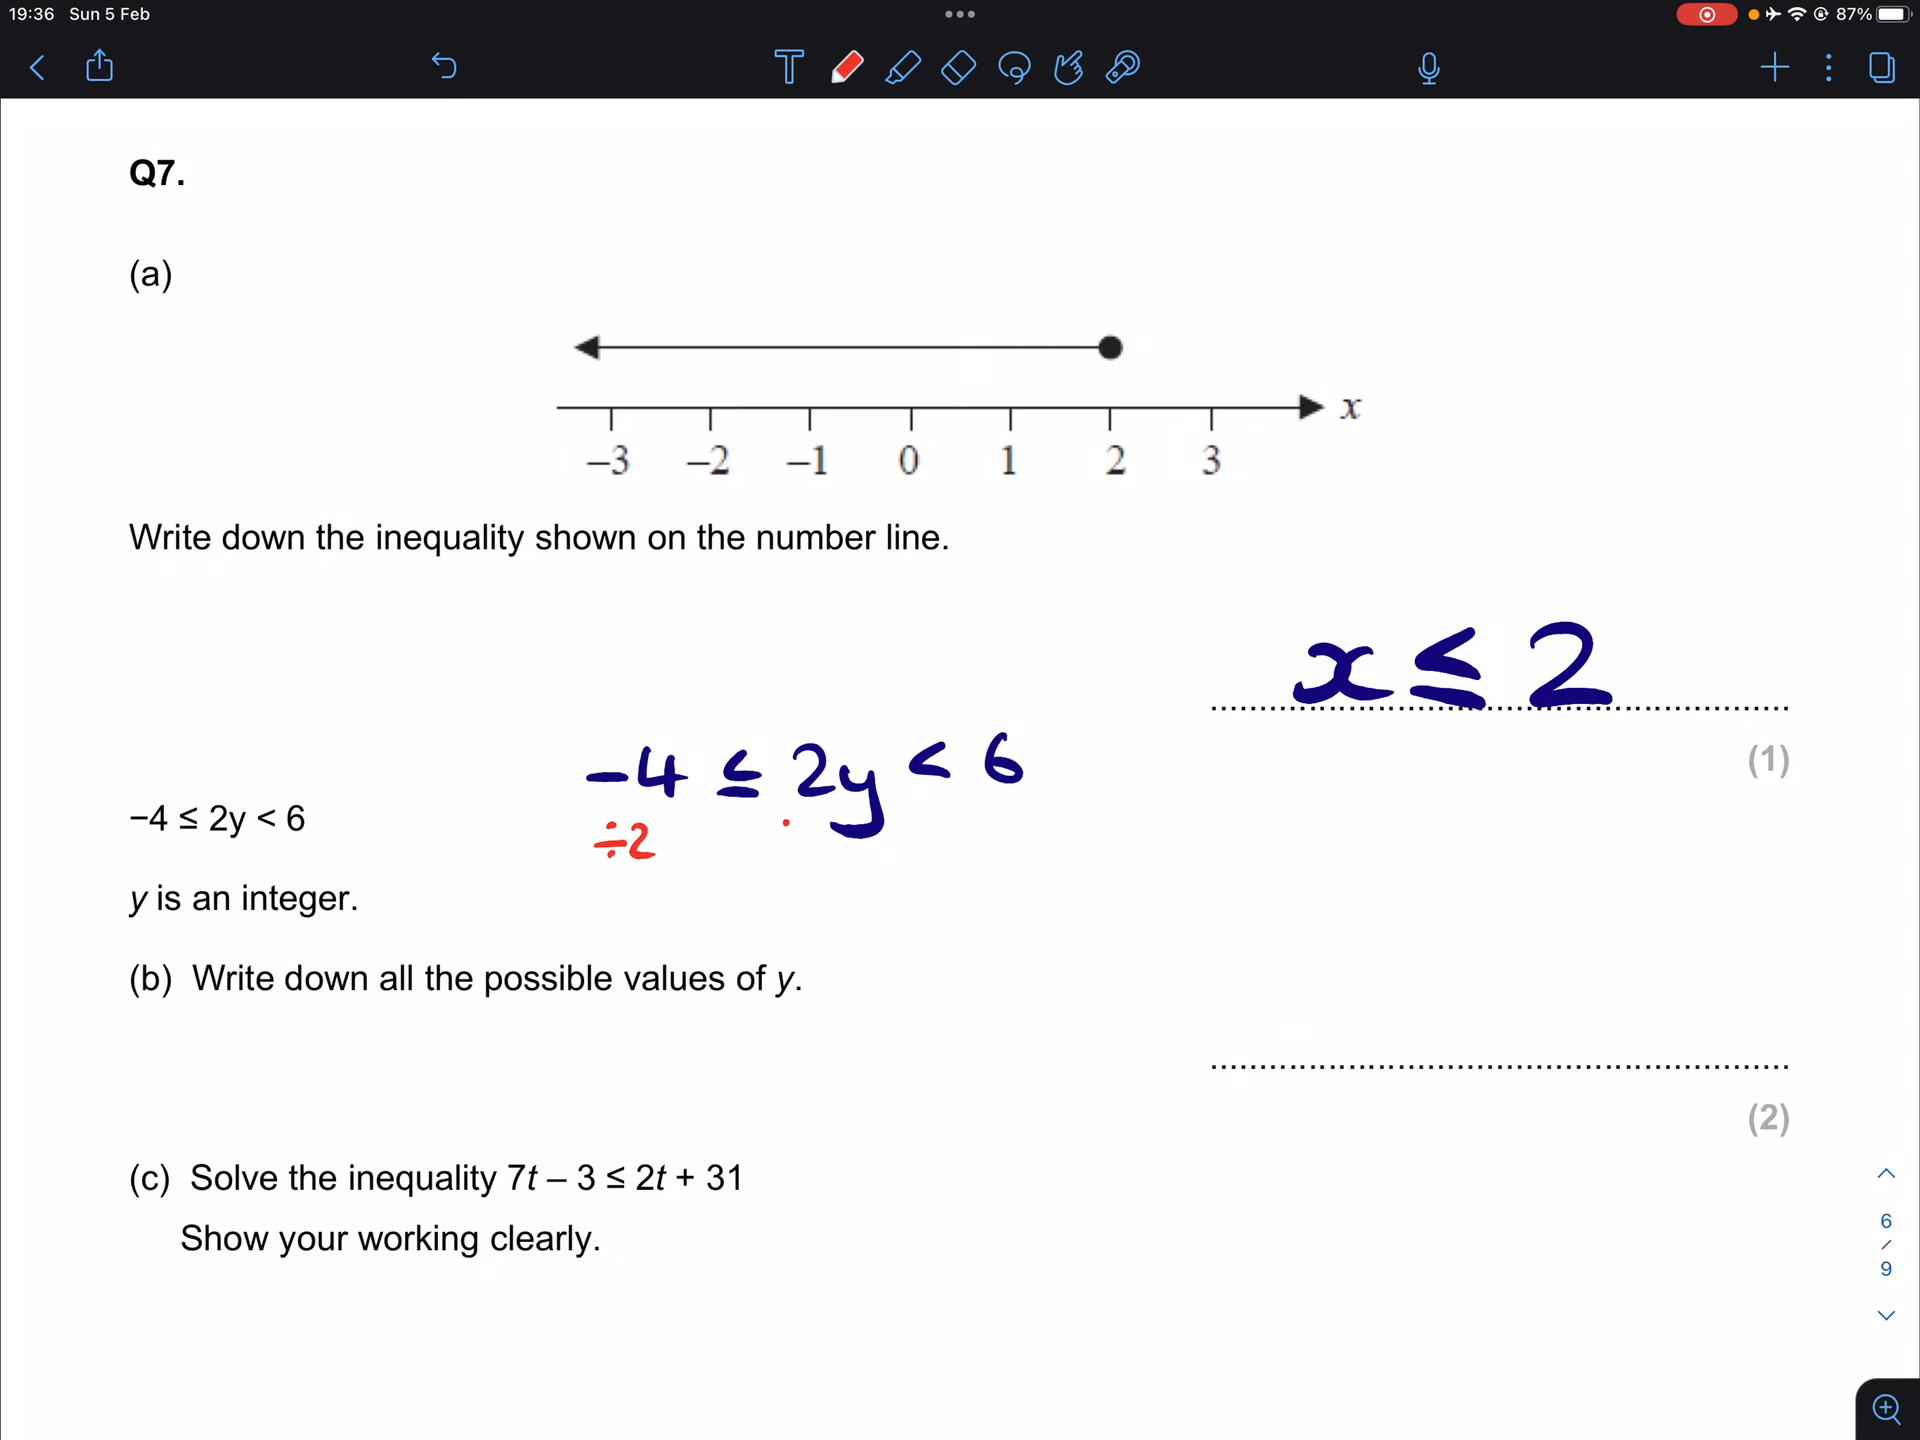 19:36 Sun 5 Feb
87%
Q7.
(a)
x
–3 –2 –1 0 1 2 3
Write down the inequality shown on the number line.
x ≤ 2
(1)
-4 ≤ 2y < 6
−4 ≤ 2y < 6
÷2
y is an integer.
(b) Write down all the possible values of y.
(2)
(c) Solve the inequality 7t – 3 ≤ 2t + 31
Show your working clearly.
6
/
9